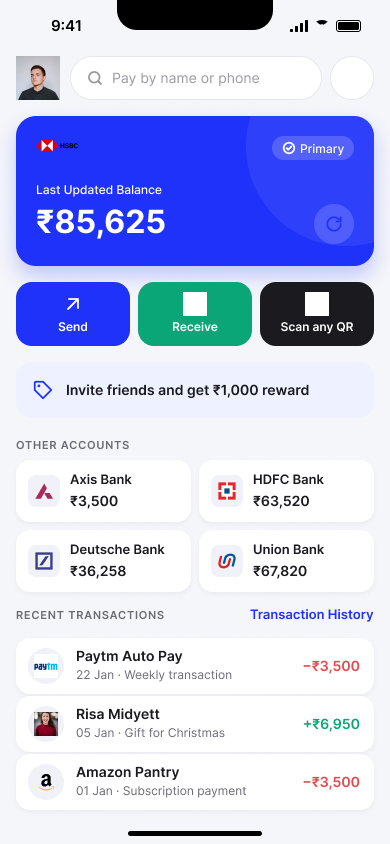 9:41
Pay by name or phone
HSBC
Primary
Last Updated Balance
₹85,625
Send
Receive
Scan any QR
Invite friends and get ₹1,000 reward
OTHER ACCOUNTS
Axis Bank
₹3,500
HDFC Bank
₹63,520
Deutsche Bank
₹36,258
Union Bank
₹67,820
RECENT TRANSACTIONS
Transaction History
paytm
Paytm Auto Pay
22 Jan · Weekly transaction
−₹3,500
Risa Midyett
05 Jan · Gift for Christmas
+₹6,950
a
Amazon Pantry
01 Jan · Subscription payment
−₹3,500